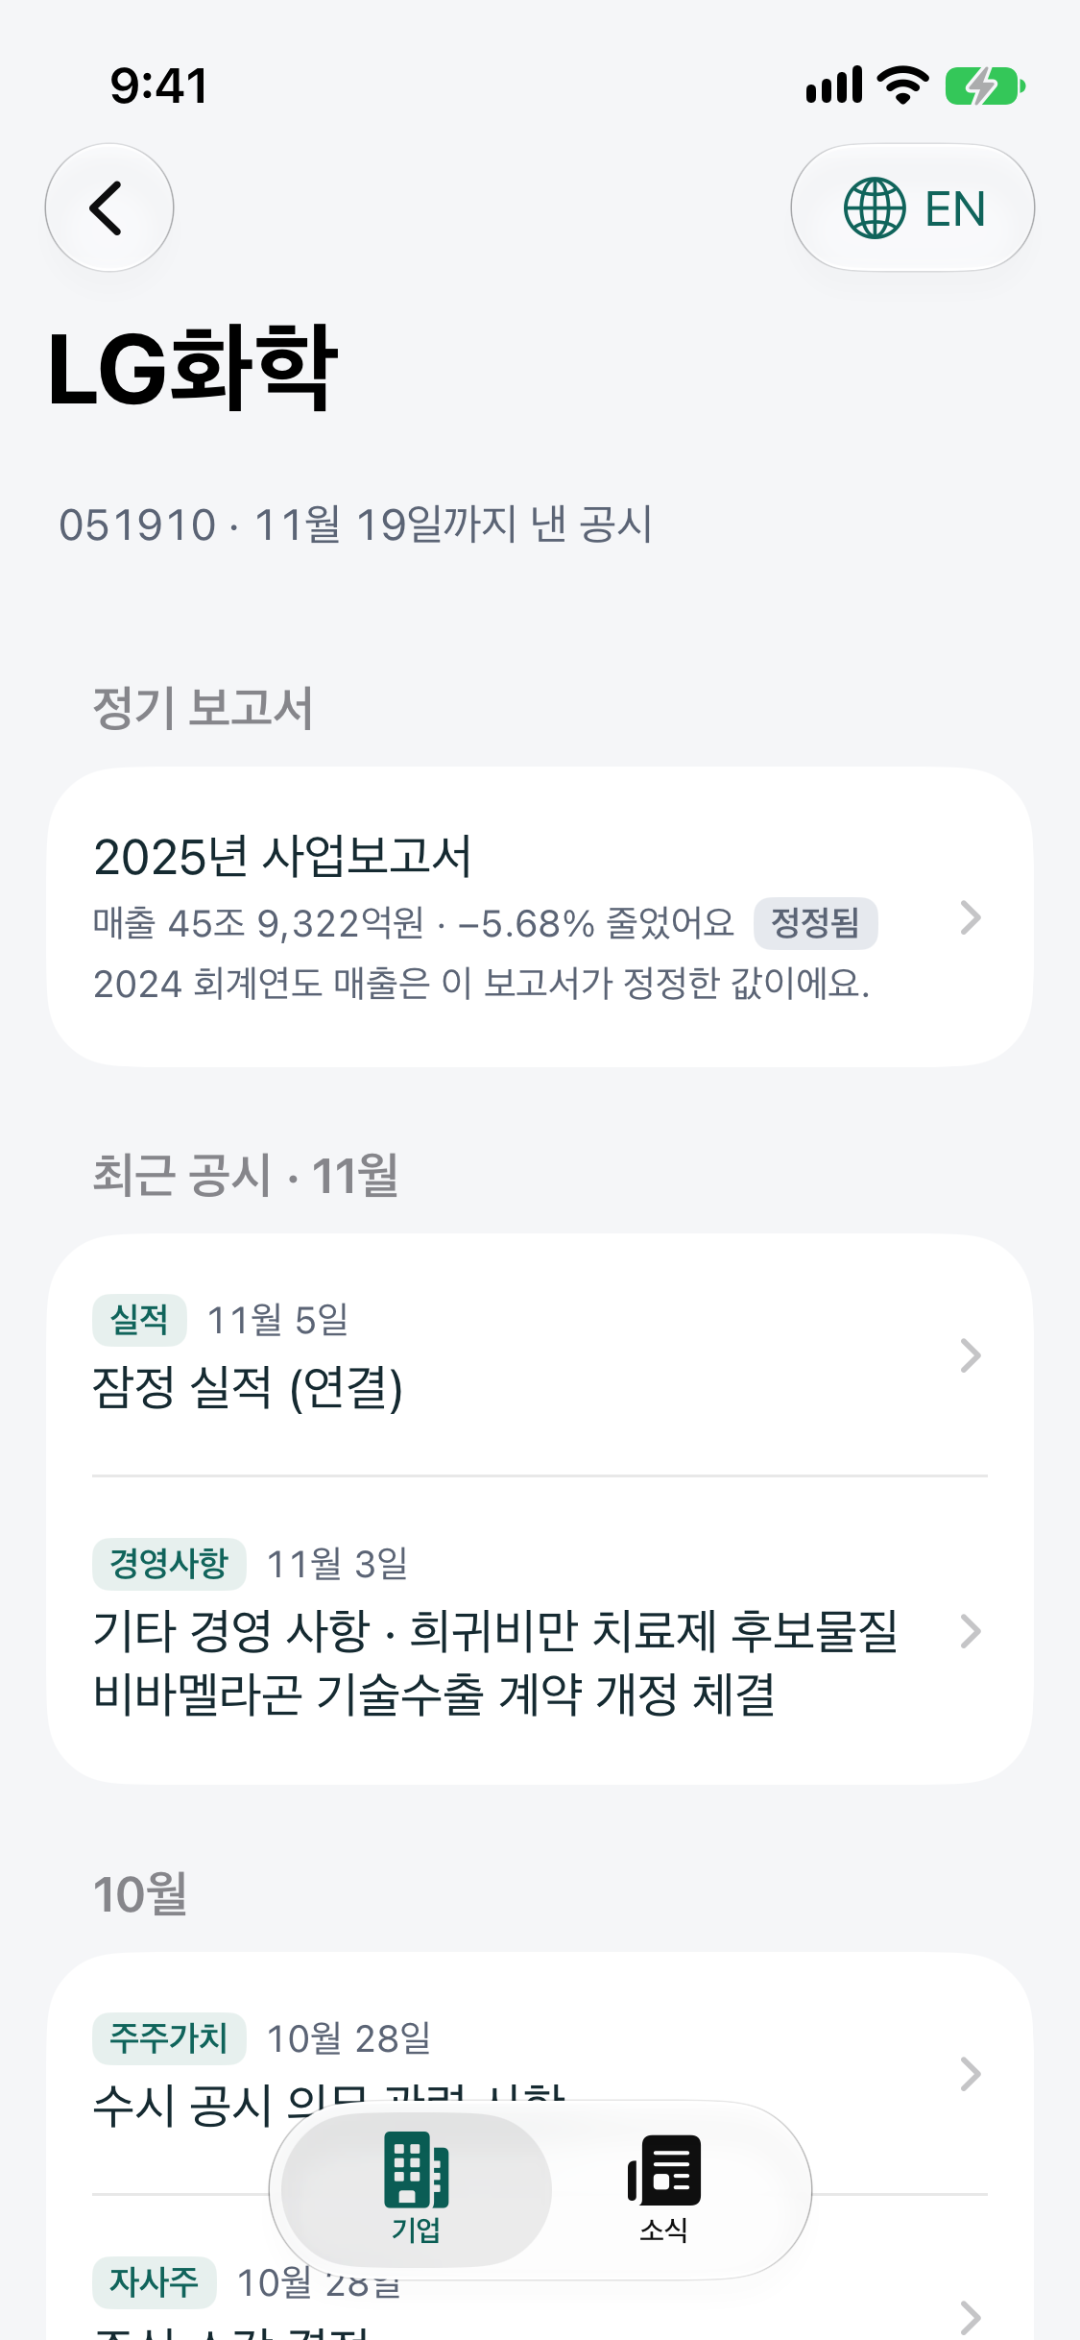 9:41
EN
LG화학
051910 · 11월 19일까지 낸 공시
정기 보고서
2025년 사업보고서
매출 45조 9,322억원 · −5.68% 줄었어요 정정됨
2024 회계연도 매출은 이 보고서가 정정한 값이에요.
최근 공시 · 11월
실적 11월 5일
잠정 실적 (연결)
경영사항 11월 3일
기타 경영 사항 · 희귀비만 치료제 후보물질
비바멜라곤 기술수출 계약 개정 체결
10월
주주가치 10월 28일
수시 공시 의무 관련 사항
기업
소식
자사주 10월 28일